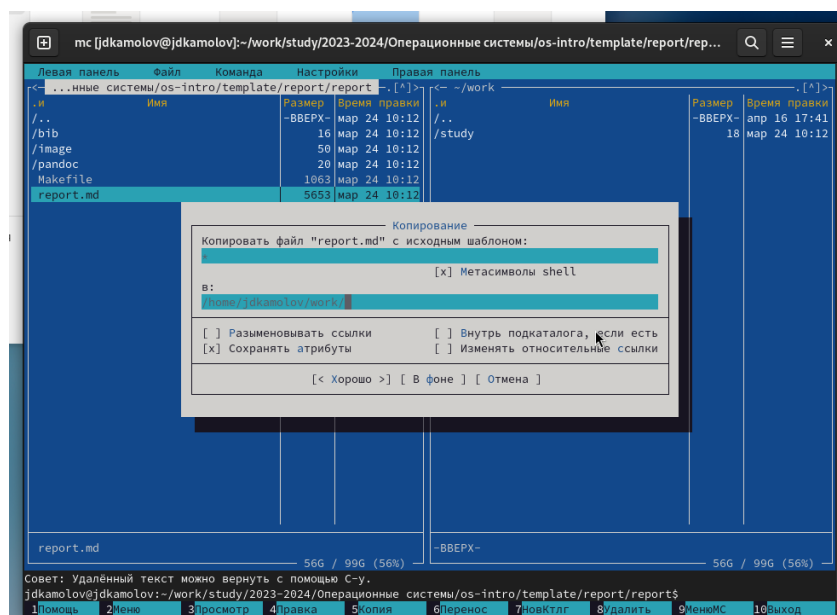 mc [jdkamolov@jdkamolov]:~/work/study/2023-2024/Операционные системы/os-intro/template/report/rep...
Левая панель Файл Команда Настройки Правая панель
<— ...нные системы/os-intro/template/report/report —.[^]> <— ~/work —.[^]>
.и Имя Размер Время правки .и Имя Размер Время правки
/.. -ВВЕРХ- мар 24 10:12 /.. -ВВЕРХ- апр 16 17:41
/bib 16 мар 24 10:12 /study 18 мар 24 10:12
/image 50 мар 24 10:12
/pandoc 20 мар 24 10:12
Makefile 1063 мар 24 10:12
report.md 5653 мар 24 10:12
Копирование
Копировать файл "report.md" с исходным шаблоном:
*
[x] Метасимволы shell
в:
/home/jdkamolov/work/
[ ] Разыменовывать ссылки [ ] Внутрь подкаталога, если есть
[x] Сохранять атрибуты [ ] Изменять относительные ссылки
[< Хорошо >] [ В фоне ] [ Отмена ]
report.md -ВВЕРХ-
56G / 99G (56%) 56G / 99G (56%)
Совет: Удалённый текст можно вернуть с помощью C-y.
jdkamolov@jdkamolov:~/work/study/2023-2024/Операционные системы/os-intro/template/report/report$
1Помощь 2Меню 3Просмотр 4Правка 5Копия 6Перенос 7НовКтлг 8Удалить 9МенюMC 10Выход